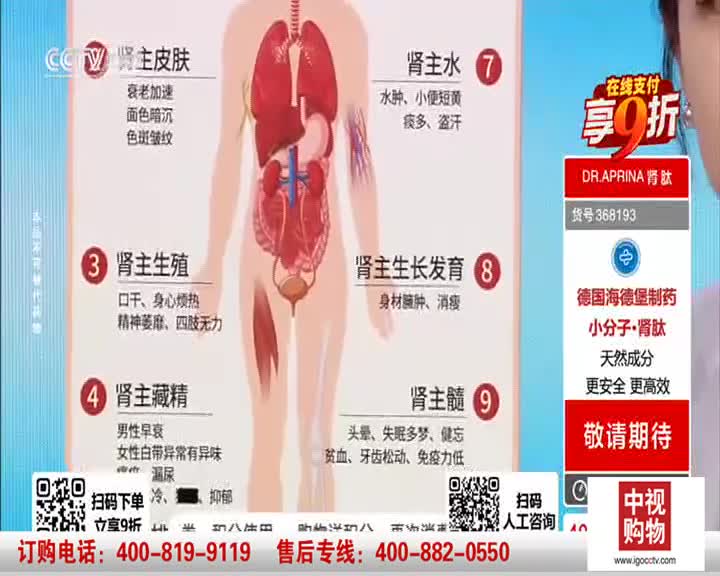 CCTV
肾主皮肤
衰老加速
面色暗沉
色斑皱纹
肾主水
7
水肿、小便短黄
痰多、盗汗
3
肾主生殖
口干、身心烦热
精神萎靡、四肢无力
肾主生长发育
8
身材臃肿、消瘦
4
肾主藏精
男性早衰
女性白带异常有异味
漏尿
冷、
抑郁
肾主髓
9
头晕、失眠多梦、健忘
贫血、牙齿松动、免疫力低
本品不可替代药物
在线支付
享9折
DR.APRINA 肾肽
货号 368193
德国海德堡制药
小分子·肾肽
天然成分
更安全 更高效
敬请期待
扫码下单
立享9折
扫码
人工咨询
中视
购物
www.igocctv.com
订购电话：400-819-9119 售后专线：400-882-0550